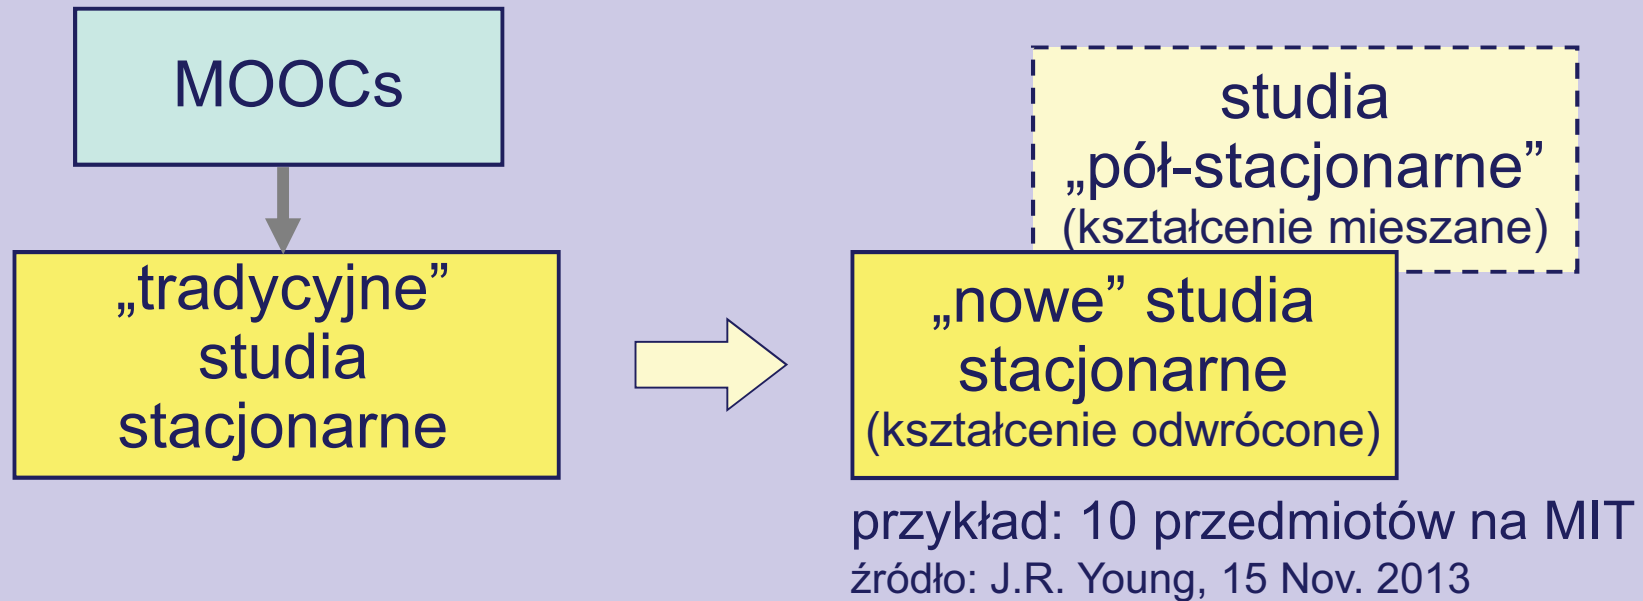 MOOCs
„tradycyjne”
studia
stacjonarne
studia
„pół-stacjonarne”
(kształcenie mieszane)
„nowe” studia
stacjonarne
(kształcenie odwrócone)
przykład: 10 przedmiotów na MIT
źródło: J.R. Young, 15 Nov. 2013